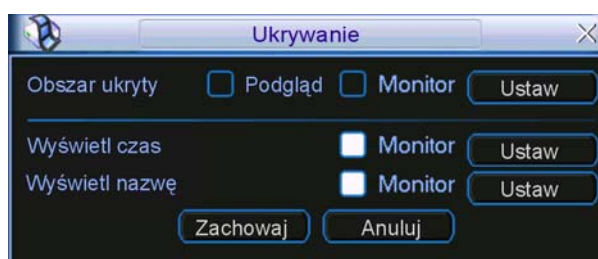 Ukrywanie
Obszar ukryty Podgląd Monitor Ustaw
Wyświetl czas Monitor Ustaw
Wyświetl nazwę Monitor Ustaw
Zachowaj Anuluj